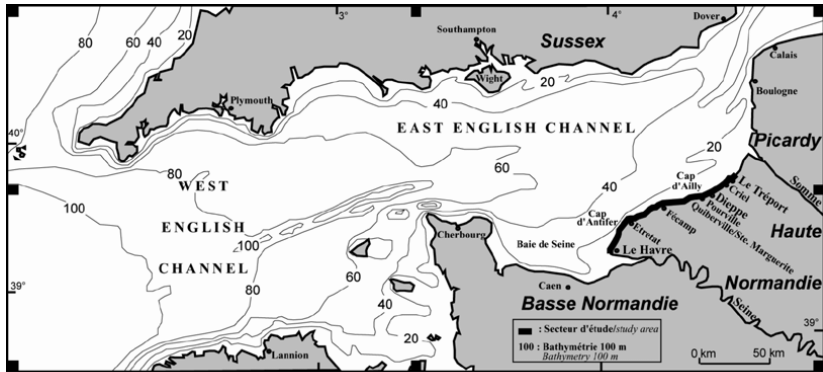 3°
4°
Dover
Southampton
80
60
40
20
Sussex
Calais
Wight
20
Plymouth
40
Boulogne
EAST ENGLISH CHANNEL
40°
Picardy
20
60
80
Cap
d'Ailly
WEST
40
Le Tréport
Criel
Somme
100
Dieppe
Pourville
Quiberville/Ste. Marguerite
Cap
d'Antifer
Fécamp
Haute
ENGLISH
Etretat
Cherbourg
100
Baie de Seine
Le Havre
CHANNEL
60
Normandie
80
Caen
Seine
39°
40
Basse Normandie
39°
: Secteur d'étude/study area
20
100 : Bathymétrie 100 m
Bathymetry 100 m
Lannion
0 km
50 km